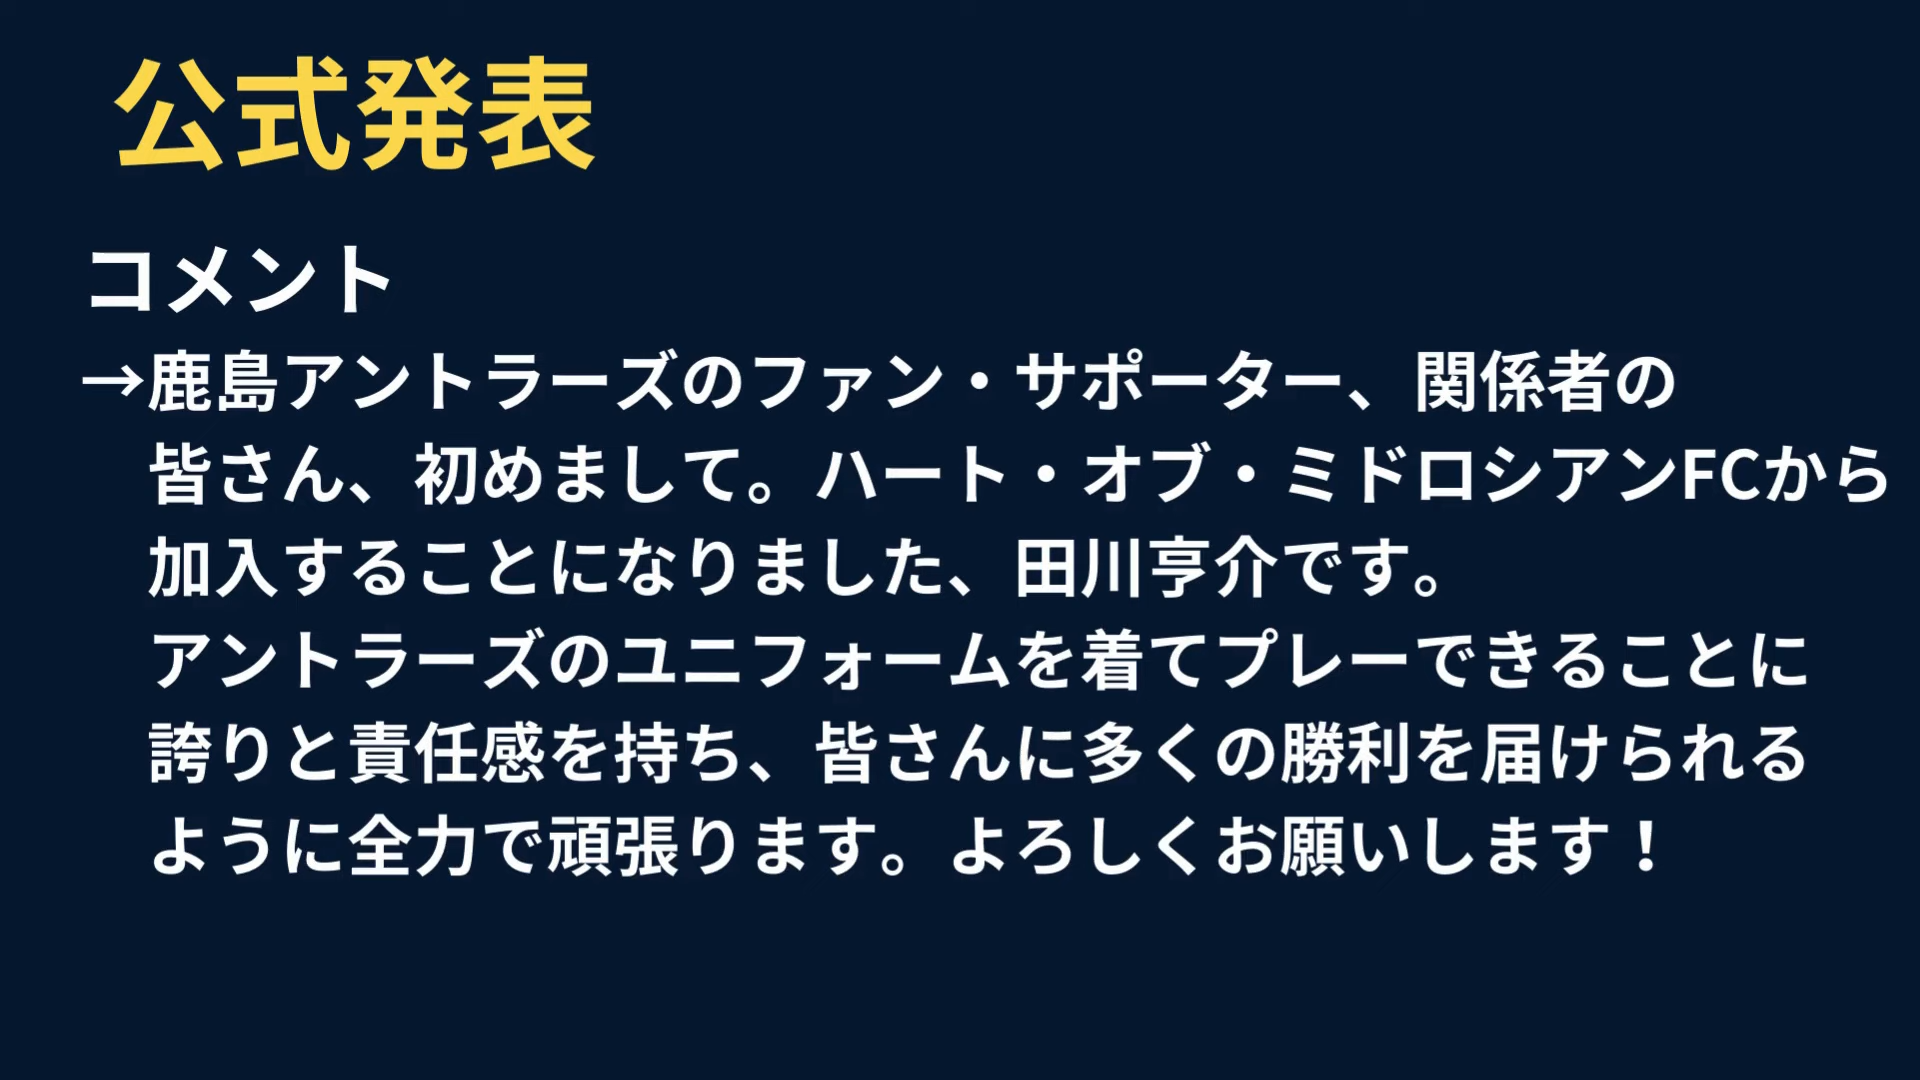 公式発表
コメント
→鹿島アントラーズのファン・サポーター、関係者の
皆さん、初めまして。ハート・オブ・ミドロシアンFCから
加入することになりました、田川亨介です。
アントラーズのユニフォームを着てプレーできることに
誇りと責任感を持ち、皆さんに多くの勝利を届けられる
ように全力で頑張ります。よろしくお願いします！